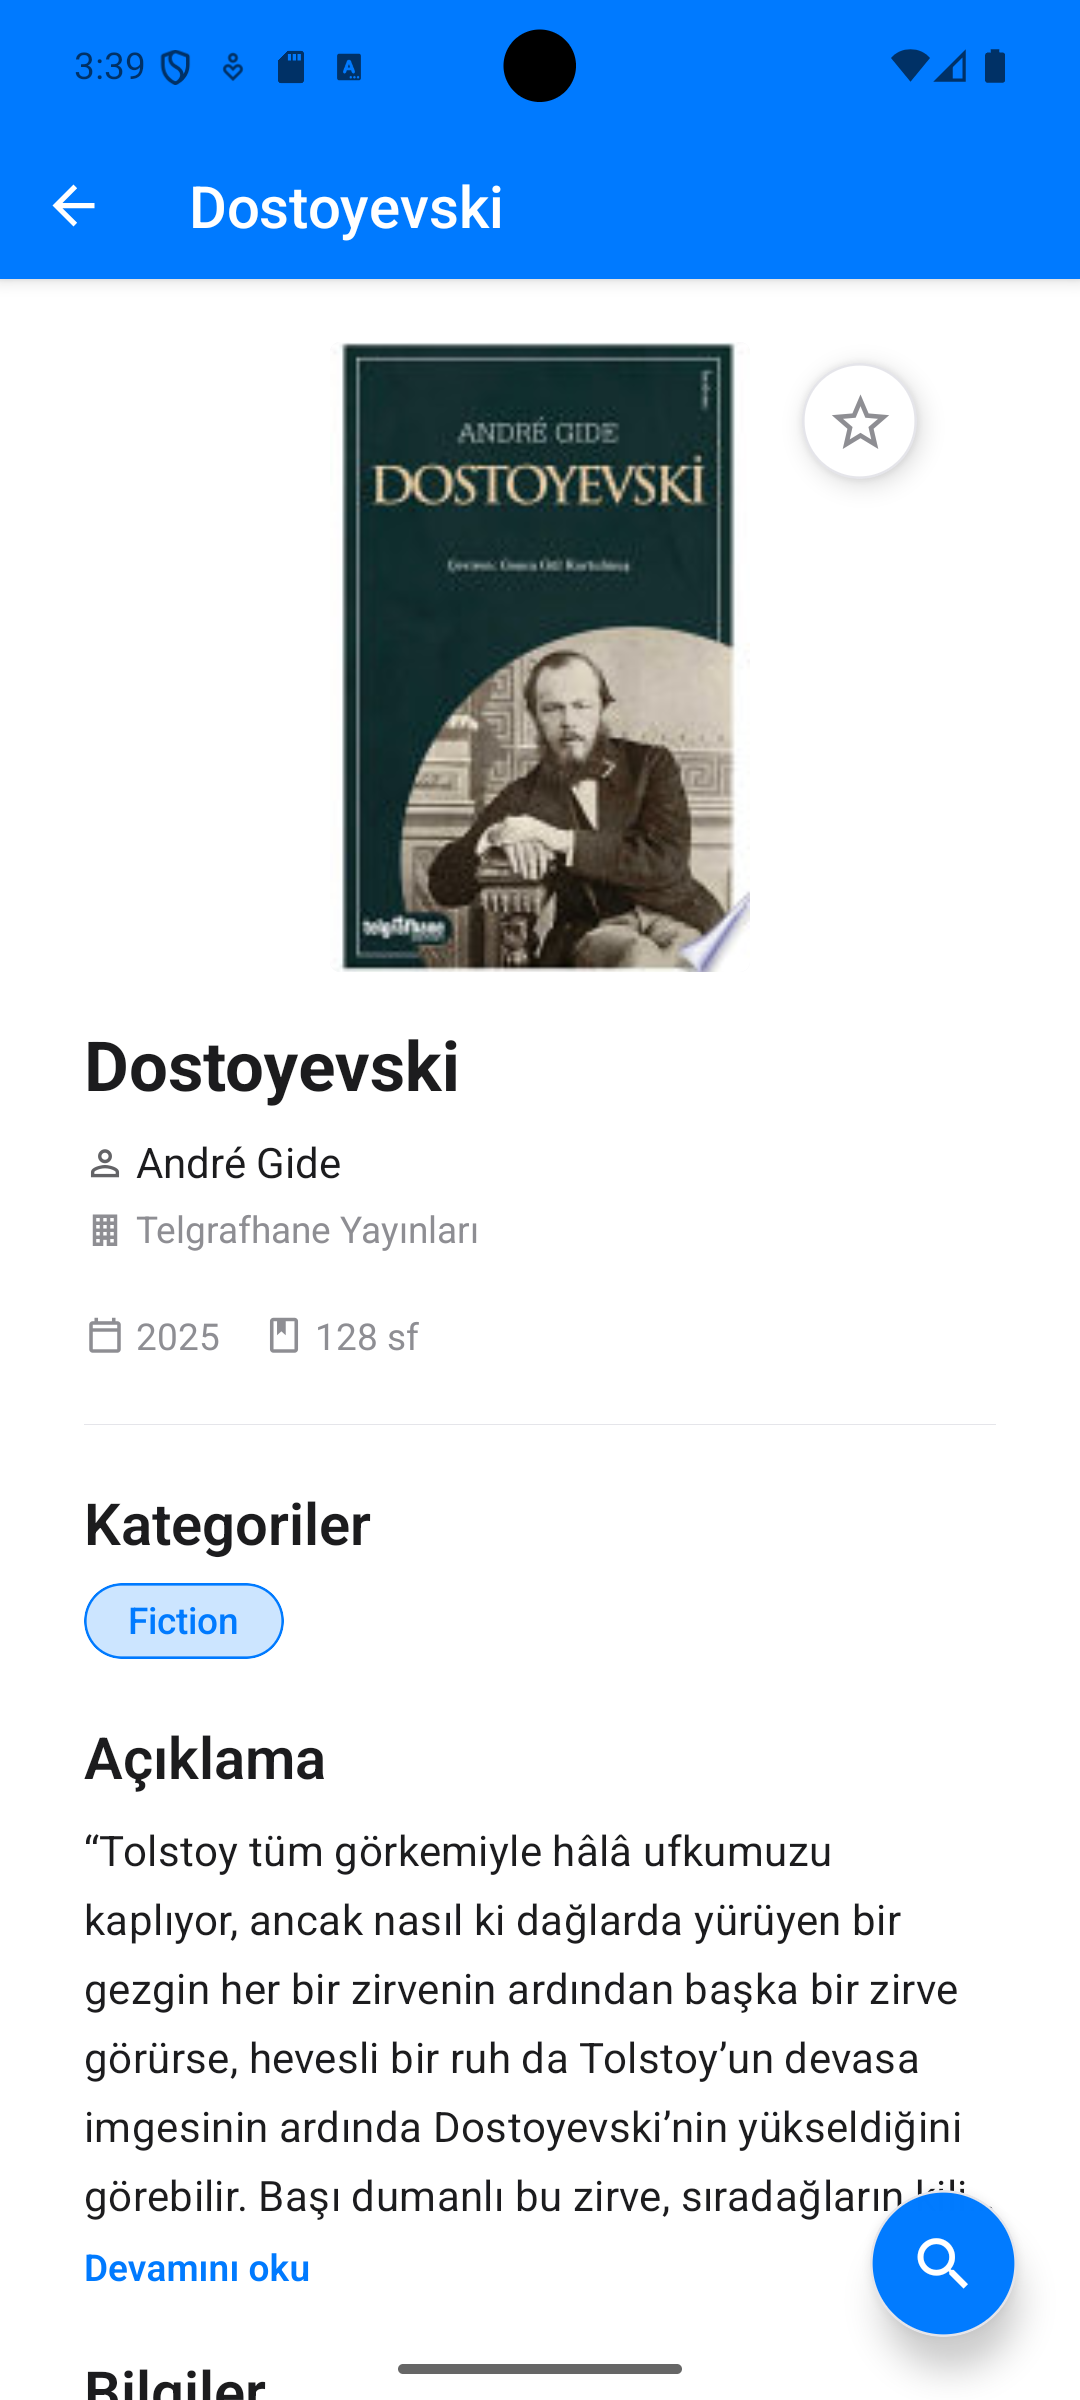 3:39
Dostoyevski
ANDRÉ GIDE
DOSTOYEVSKİ
telgrafhane
Dostoyevski
André Gide
Telgrafhane Yayınları
2025 128 sf
Kategoriler
Fiction
Açıklama
“Tolstoy tüm görkemiyle hâlâ ufkumuzu
kaplıyor, ancak nasıl ki dağlarda yürüyen bir
gezgin her bir zirvenin ardından başka bir zirve
görürse, hevesli bir ruh da Tolstoy’un devasa
imgesinin ardında Dostoyevski’nin yükseldiğini
görebilir. Başı dumanlı bu zirve, sıradağların
Devamını oku
Bilgiler